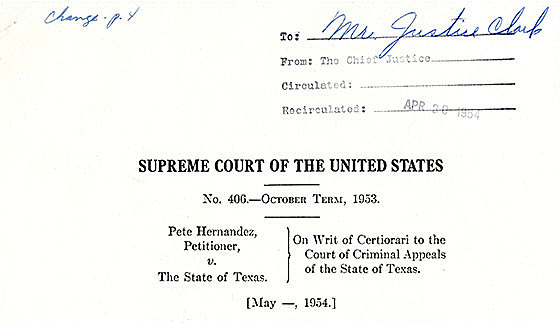 change - p. 4
To: Mr. Justice Clark
From: The Chief Justice
Circulated:
Recirculated: APR 30 1954
SUPREME COURT OF THE UNITED STATES
No. 406.—October Term, 1953.
Pete Hernandez,
Petitioner,
v.
The State of Texas.
On Writ of Certiorari to the
Court of Criminal Appeals
of the State of Texas.
[May —, 1954.]